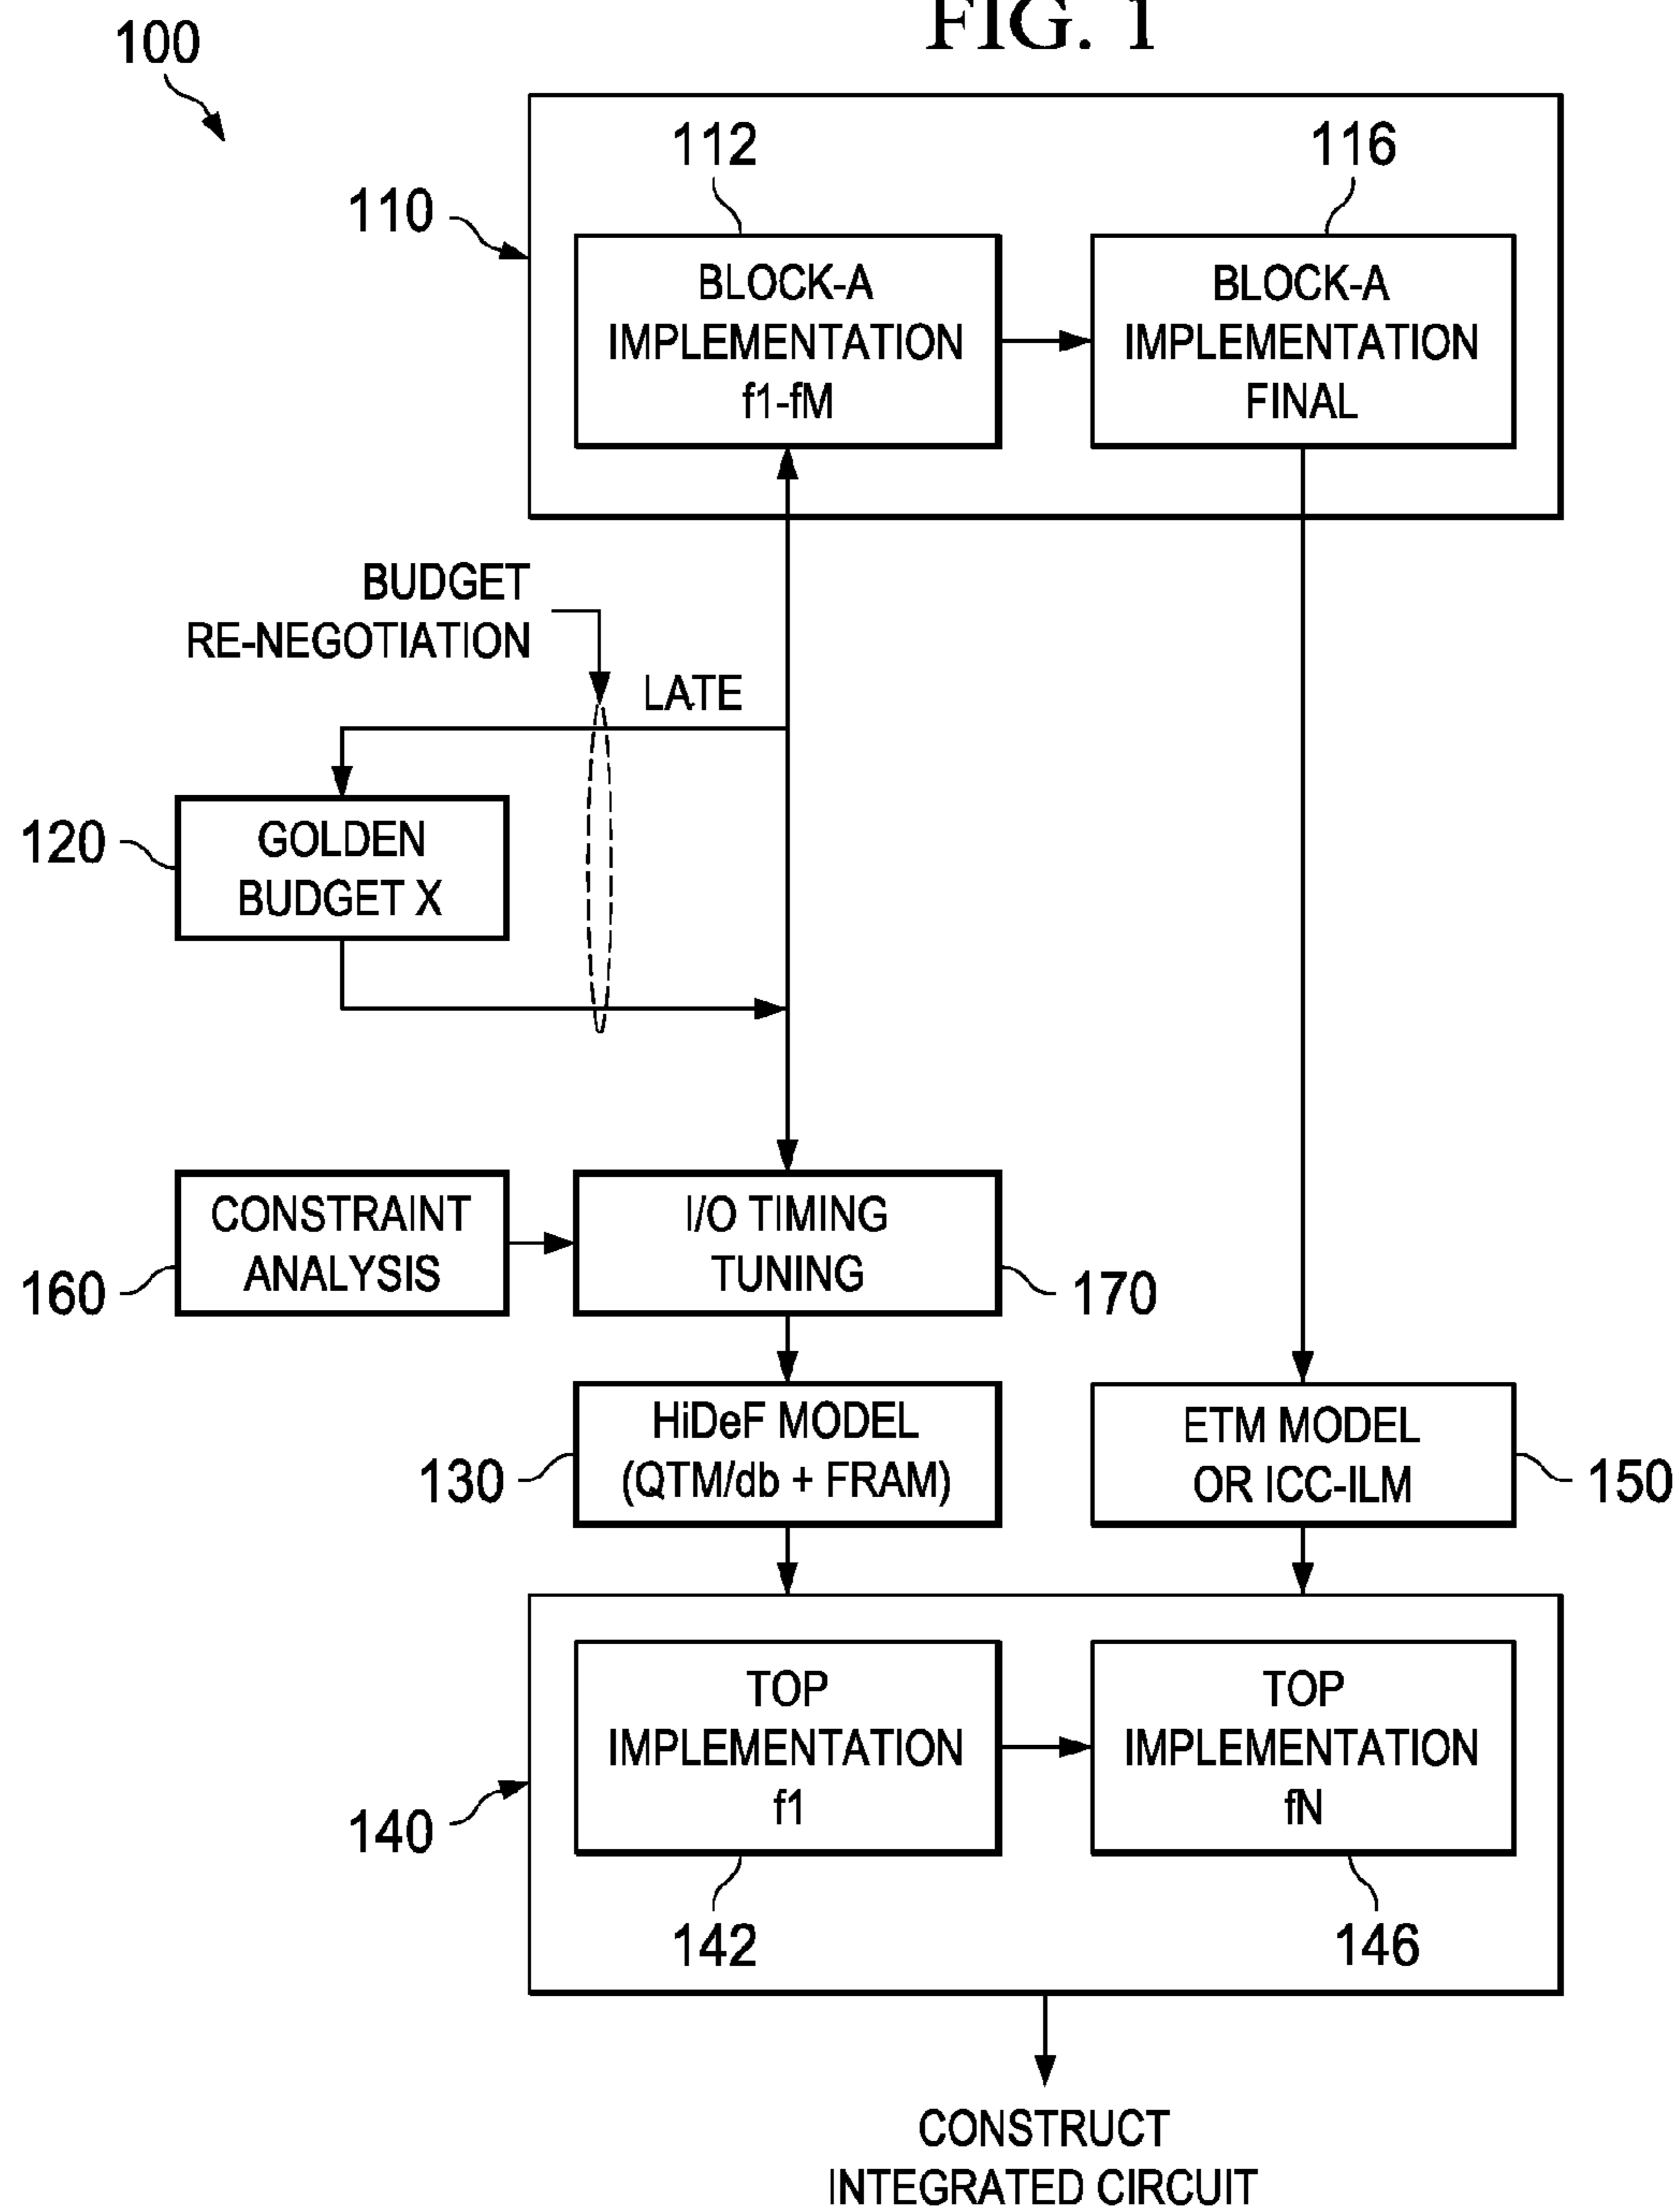 FIG. 1
100
110
112
116
BLOCK-A
IMPLEMENTATION
f1-fM
BLOCK-A
IMPLEMENTATION
FINAL
BUDGET
RE-NEGOTIATION
LATE
120
GOLDEN
BUDGET X
160
CONSTRAINT
ANALYSIS
I/O TIMING
TUNING
170
130
HiDeF MODEL
(QTM/db + FRAM)
ETM MODEL
OR ICC-ILM
150
140
TOP
IMPLEMENTATION
f1
TOP
IMPLEMENTATION
fN
142
146
CONSTRUCT
INTEGRATED CIRCUIT